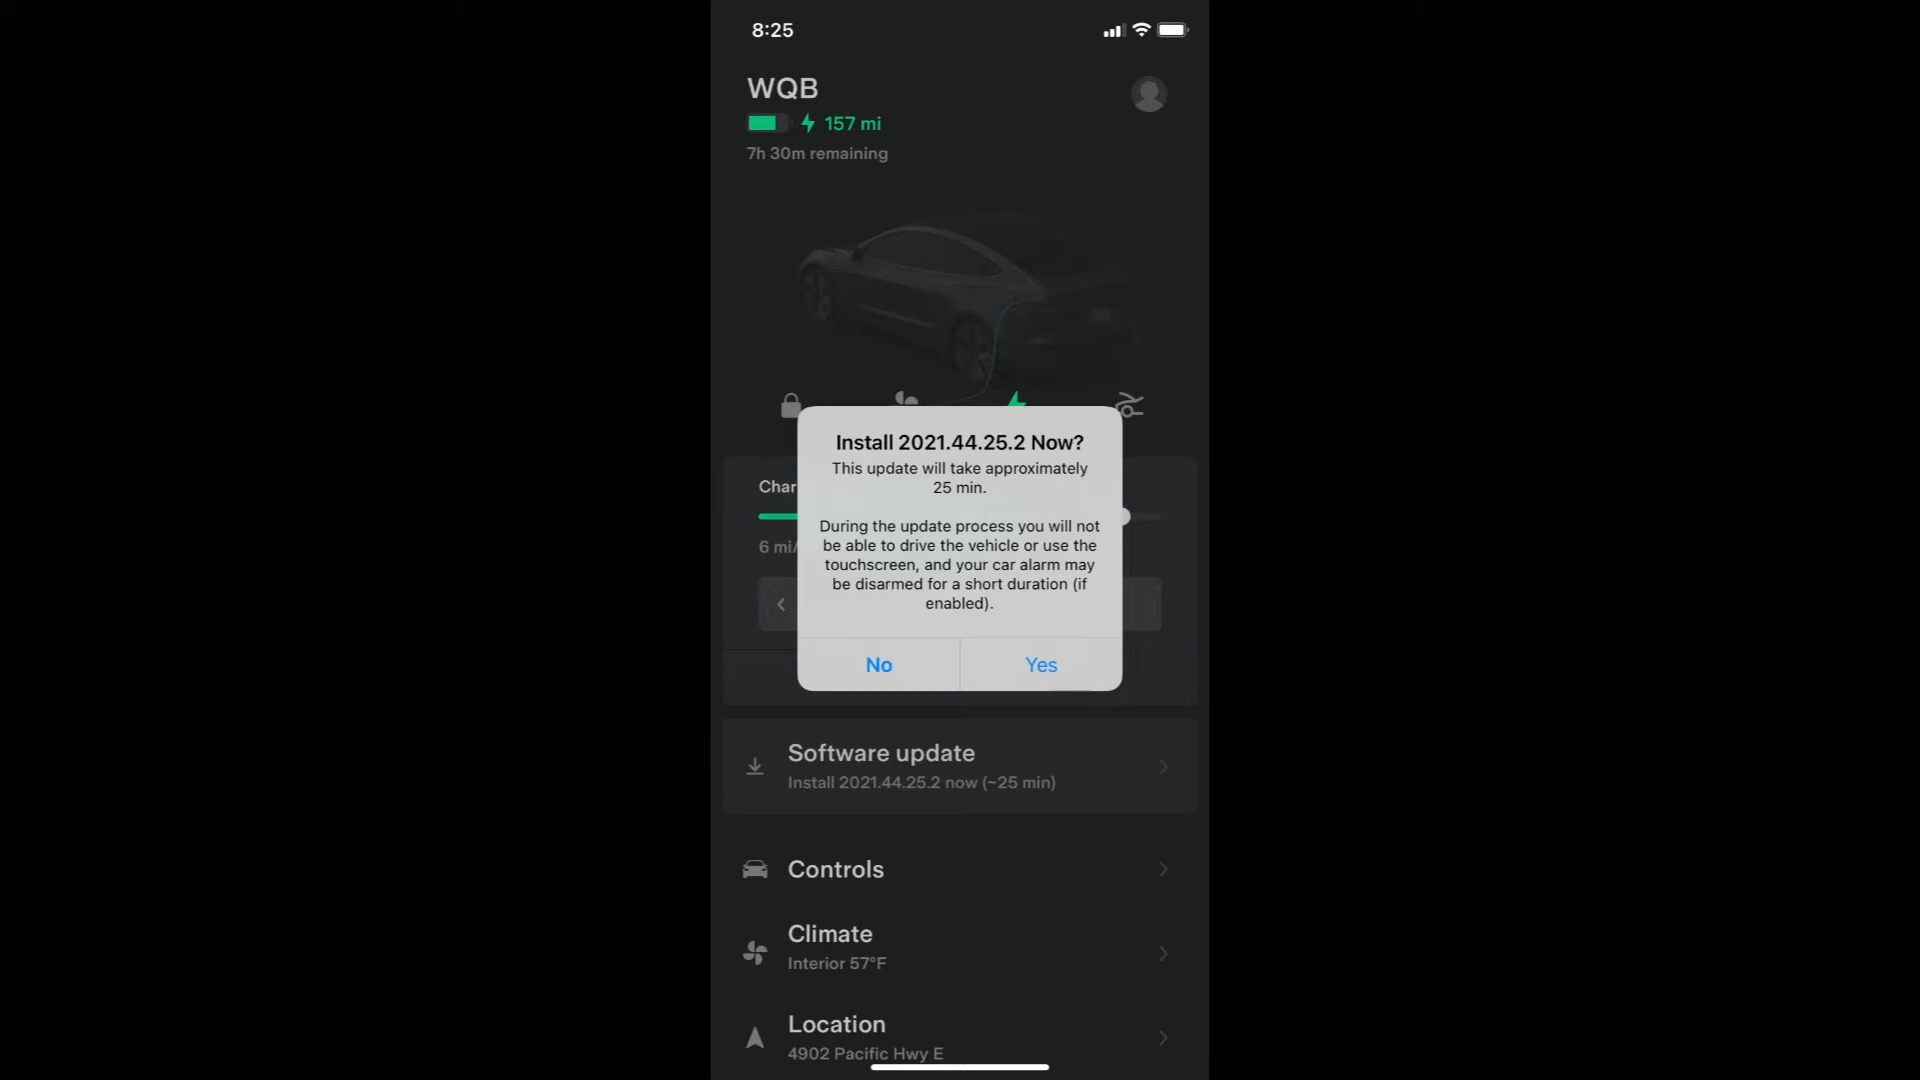 8:25
WQB
157 mi
7h 30m remaining
Install 2021.44.25.2 Now?
This update will take approximately
25 min.
During the update process you will not
be able to drive the vehicle or use the
touchscreen, and your car alarm may
be disarmed for a short duration (if
enabled).
No
Yes
Char
6 mi/
Software update
Install 2021.44.25.2 now (~25 min)
Controls
Climate
Interior 57°F
Location
4902 Pacific Hwy E